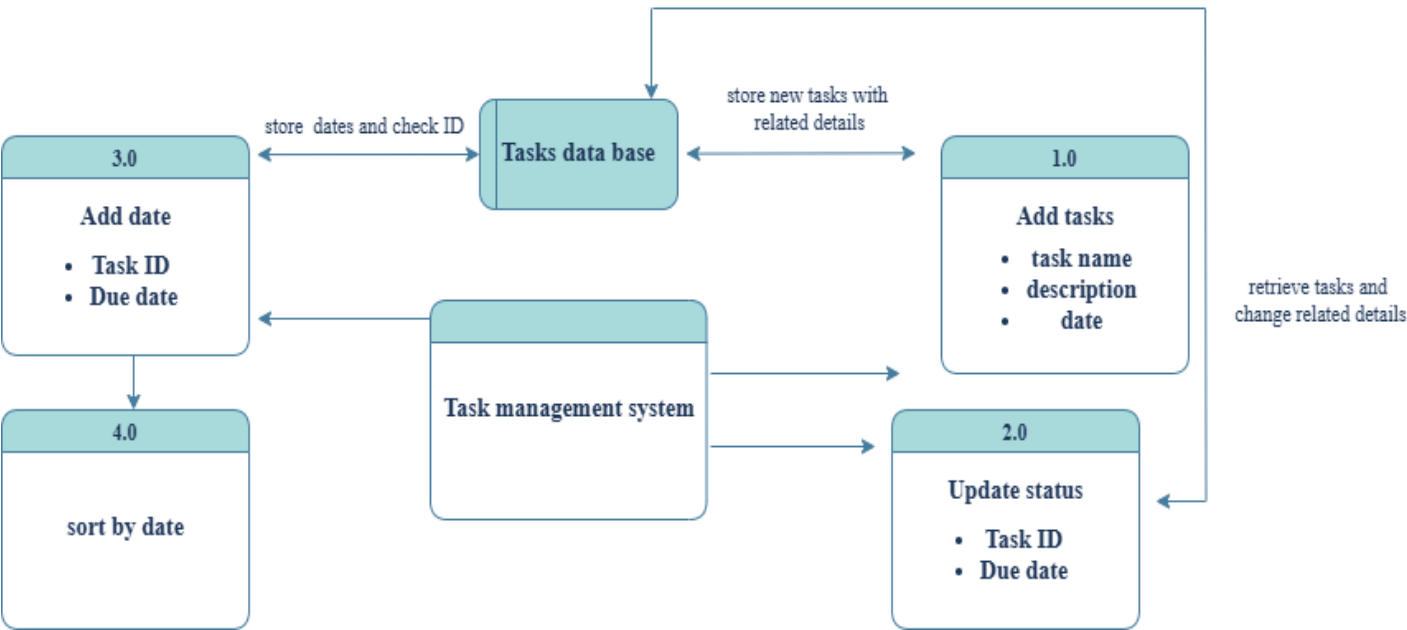 store new tasks with
related details
store dates and check ID
Tasks data base
3.0
Add date
• Task ID
• Due date
1.0
Add tasks
• task name
• description
• date
retrieve tasks and
change related details
Task management system
4.0
sort by date
2.0
Update status
• Task ID
• Due date